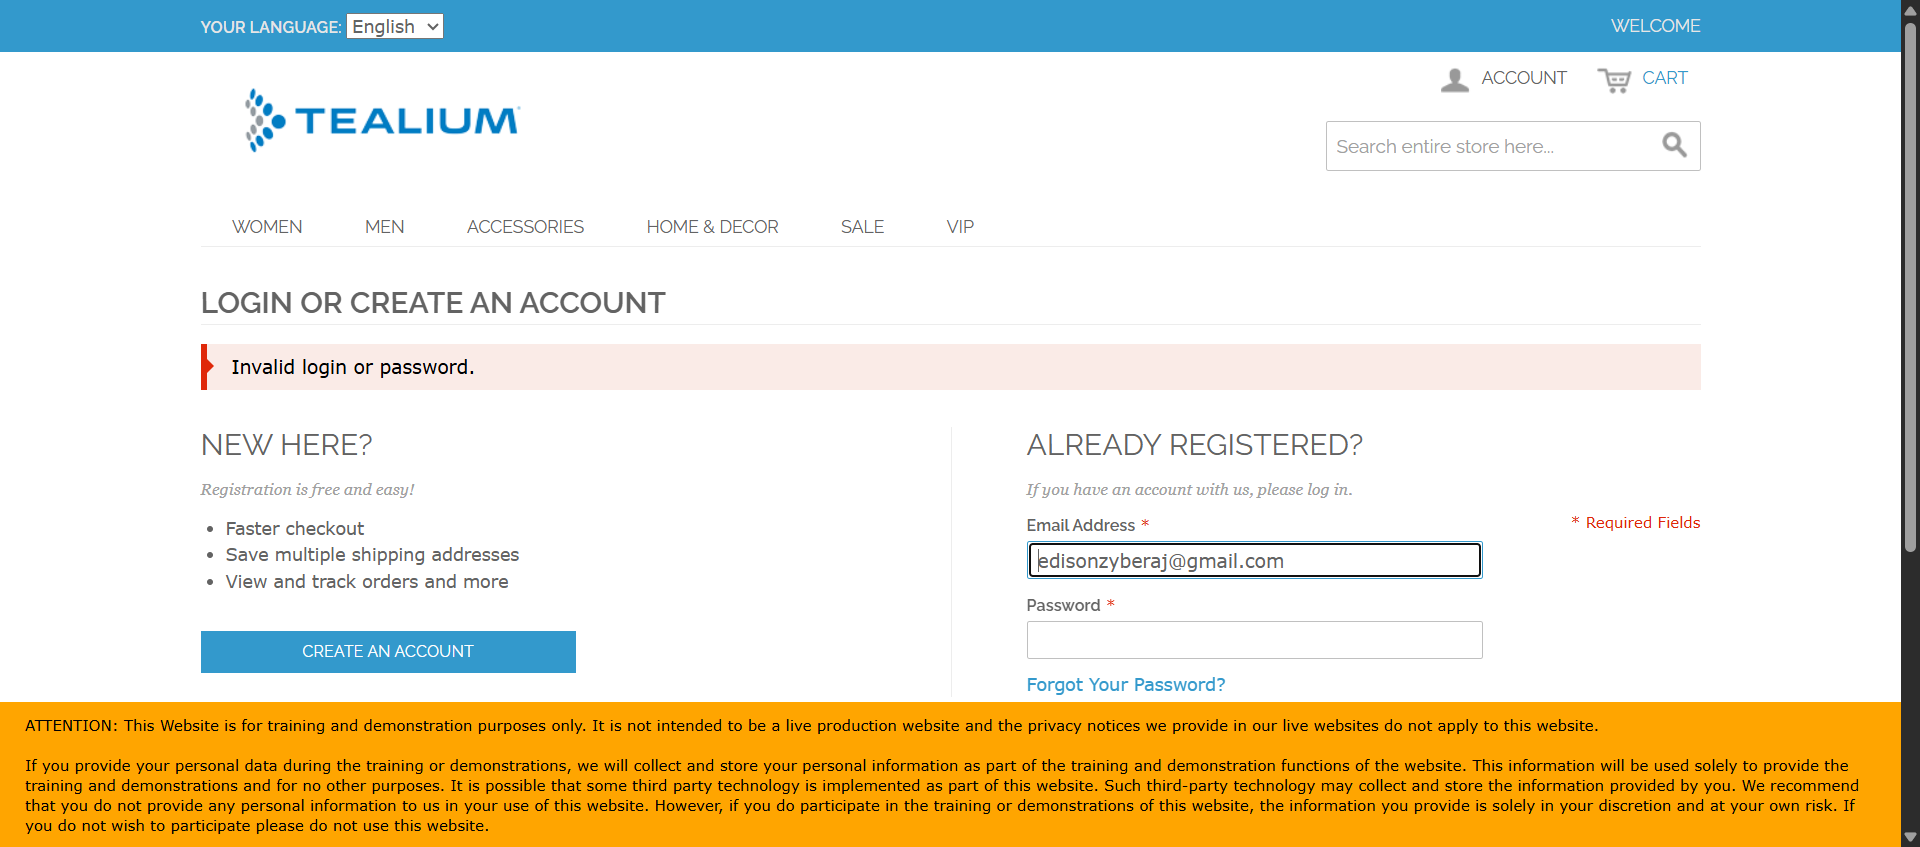 YOUR LANGUAGE: English
WELCOME
ACCOUNT
CART
TEALIUM
Search entire store here...
WOMEN MEN ACCESSORIES HOME & DECOR SALE VIP
LOGIN OR CREATE AN ACCOUNT
Invalid login or password.
NEW HERE?
Registration is free and easy!
• Faster checkout
• Save multiple shipping addresses
• View and track orders and more
CREATE AN ACCOUNT
ALREADY REGISTERED?
If you have an account with us, please log in.
Email Address *
* Required Fields
edisonzyberaj@gmail.com
Password *
Forgot Your Password?
ATTENTION: This Website is for training and demonstration purposes only. It is not intended to be a live production website and the privacy notices we provide in our live websites do not apply to this website.
If you provide your personal data during the training or demonstrations, we will collect and store your personal information as part of the training and demonstration functions of the website. This information will be used solely to provide the
training and demonstrations and for no other purposes. It is possible that some third party technology is implemented as part of this website. Such third-party technology may collect and store the information provided by you. We recommend
that you do not provide any personal information to us in your use of this website. However, if you do participate in the training or demonstrations of this website, the information you provide is solely in your discretion and at your own risk. If
you do not wish to participate please do not use this website.